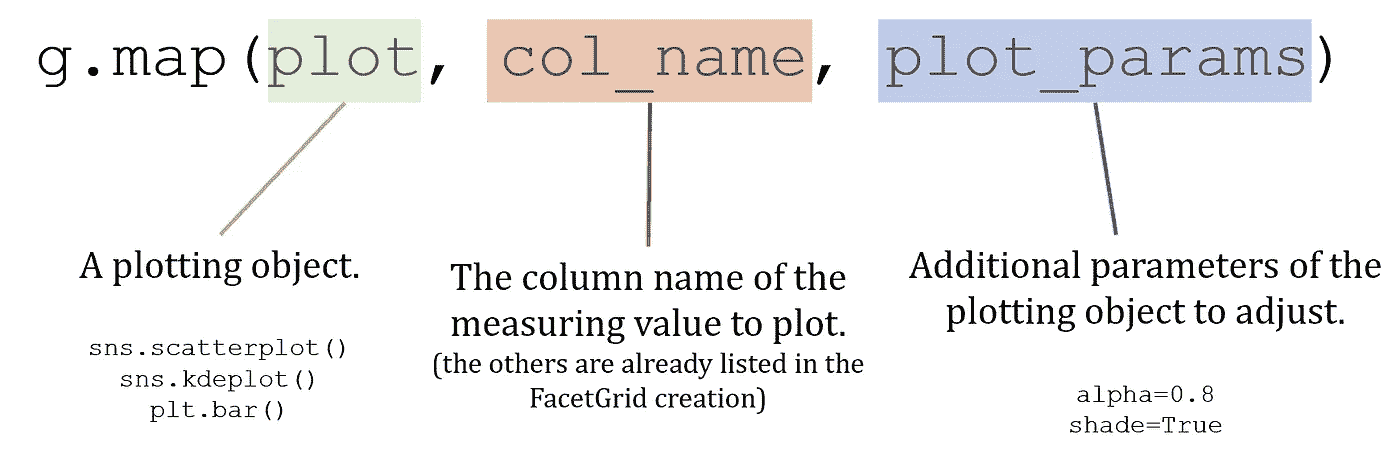 g.map(plot, col_name, plot_params)
A plotting object.
sns.scatterplot()
sns.kdeplot()
plt.bar()
The column name of the
measuring value to plot.
(the others are already listed in the
FacetGrid creation)
Additional parameters of the
plotting object to adjust.
alpha=0.8
shade=True